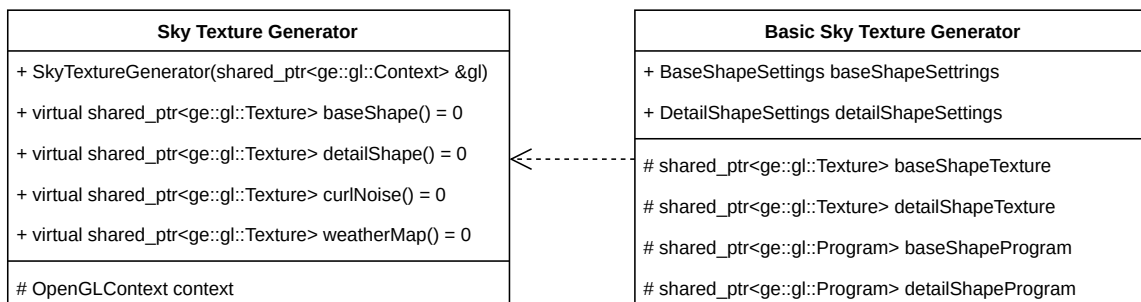 Sky Texture Generator
+ SkyTextureGenerator(shared_ptr<ge::gl::Context> &gl)
+ virtual shared_ptr<ge::gl::Texture> baseShape() = 0
+ virtual shared_ptr<ge::gl::Texture> detailShape() = 0
+ virtual shared_ptr<ge::gl::Texture> curlNoise() = 0
+ virtual shared_ptr<ge::gl::Texture> weatherMap() = 0
# OpenGLContext context
Basic Sky Texture Generator
+ BaseShapeSettings baseShapeSettrings
+ DetailShapeSettings detailShapeSettings
# shared_ptr<ge::gl::Texture> baseShapeTexture
# shared_ptr<ge::gl::Texture> detailShapeTexture
# shared_ptr<ge::gl::Program> baseShapeProgram
# shared_ptr<ge::gl::Program> detailShapeProgram